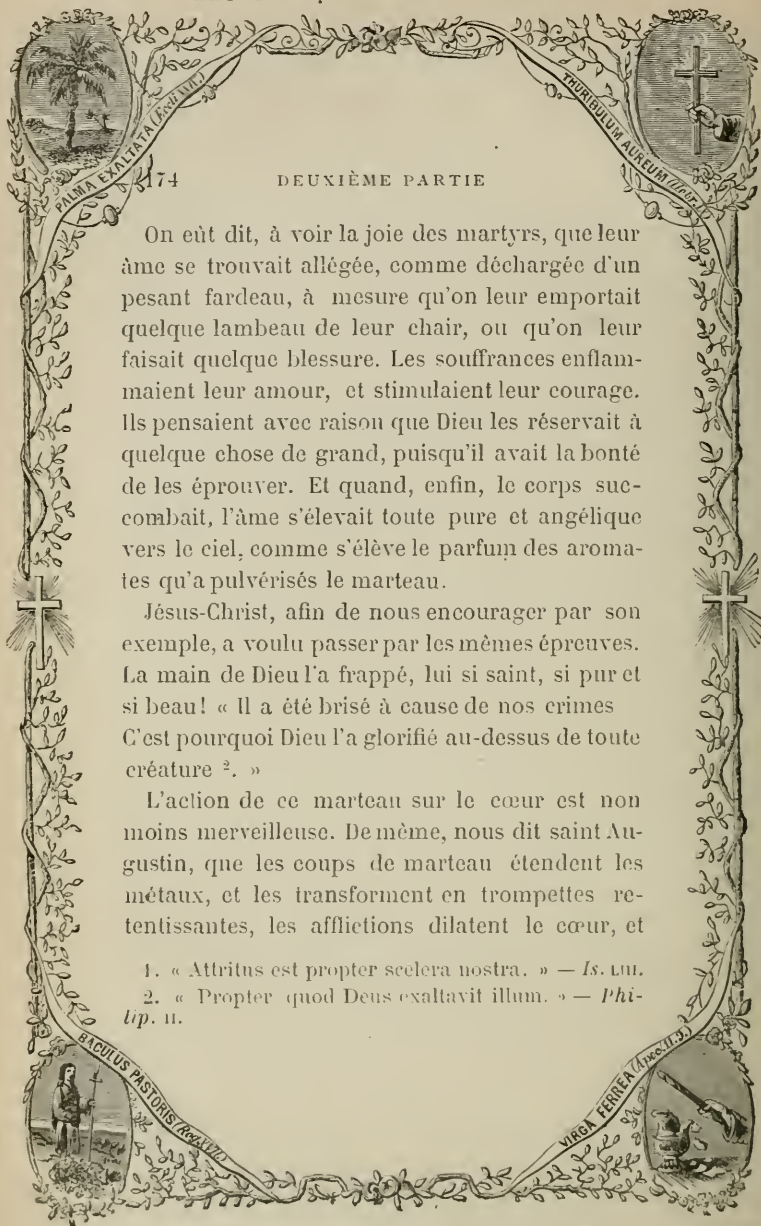 PALMA EXALTATA
THURIBULUM AUREUM
174 DEUXIÈME PARTIE
On eût dit, à voir la joie des martyrs, que leur
âme se trouvait allégée, comme déchargée d'un
pesant fardeau, à mesure qu'on leur emportait
quelque lambeau de leur chair, ou qu'on leur
faisait quelque blessure. Les souffrances enflam-
maient leur amour, et stimulaient leur courage.
Ils pensaient avec raison que Dieu les réservait à
quelque chose de grand, puisqu'il avait la bonté
de les éprouver. Et quand, enfin, le corps suc-
combait, l'âme s'élevait toute pure et angélique
vers le ciel, comme s'élève le parfum des aroma-
tes qu'a pulvérisés le marteau.
Jésus-Christ, afin de nous encourager par son
exemple, a voulu passer par les mêmes épreuves.
La main de Dieu l'a frappé, lui si saint, si pur et
si beau! « Il a été brisé à cause de nos crimes
C'est pourquoi Dieu l'a glorifié au-dessus de toute
créature ². »
L'action de ce marteau sur le cœur est non
moins merveilleuse. De même, nous dit saint Au-
gustin, que les coups de marteau étendent les
métaux, et les transforment en trompettes re-
tentissantes, les afflictions dilatent le cœur, et
1. « Attritus est propter scelera nostra. » — Is. LIII.
2. « Propter quod Deus exaltavit illum. » — Phi-
lip. II.
BACULUS PASTORIS
VIRGA FERREA